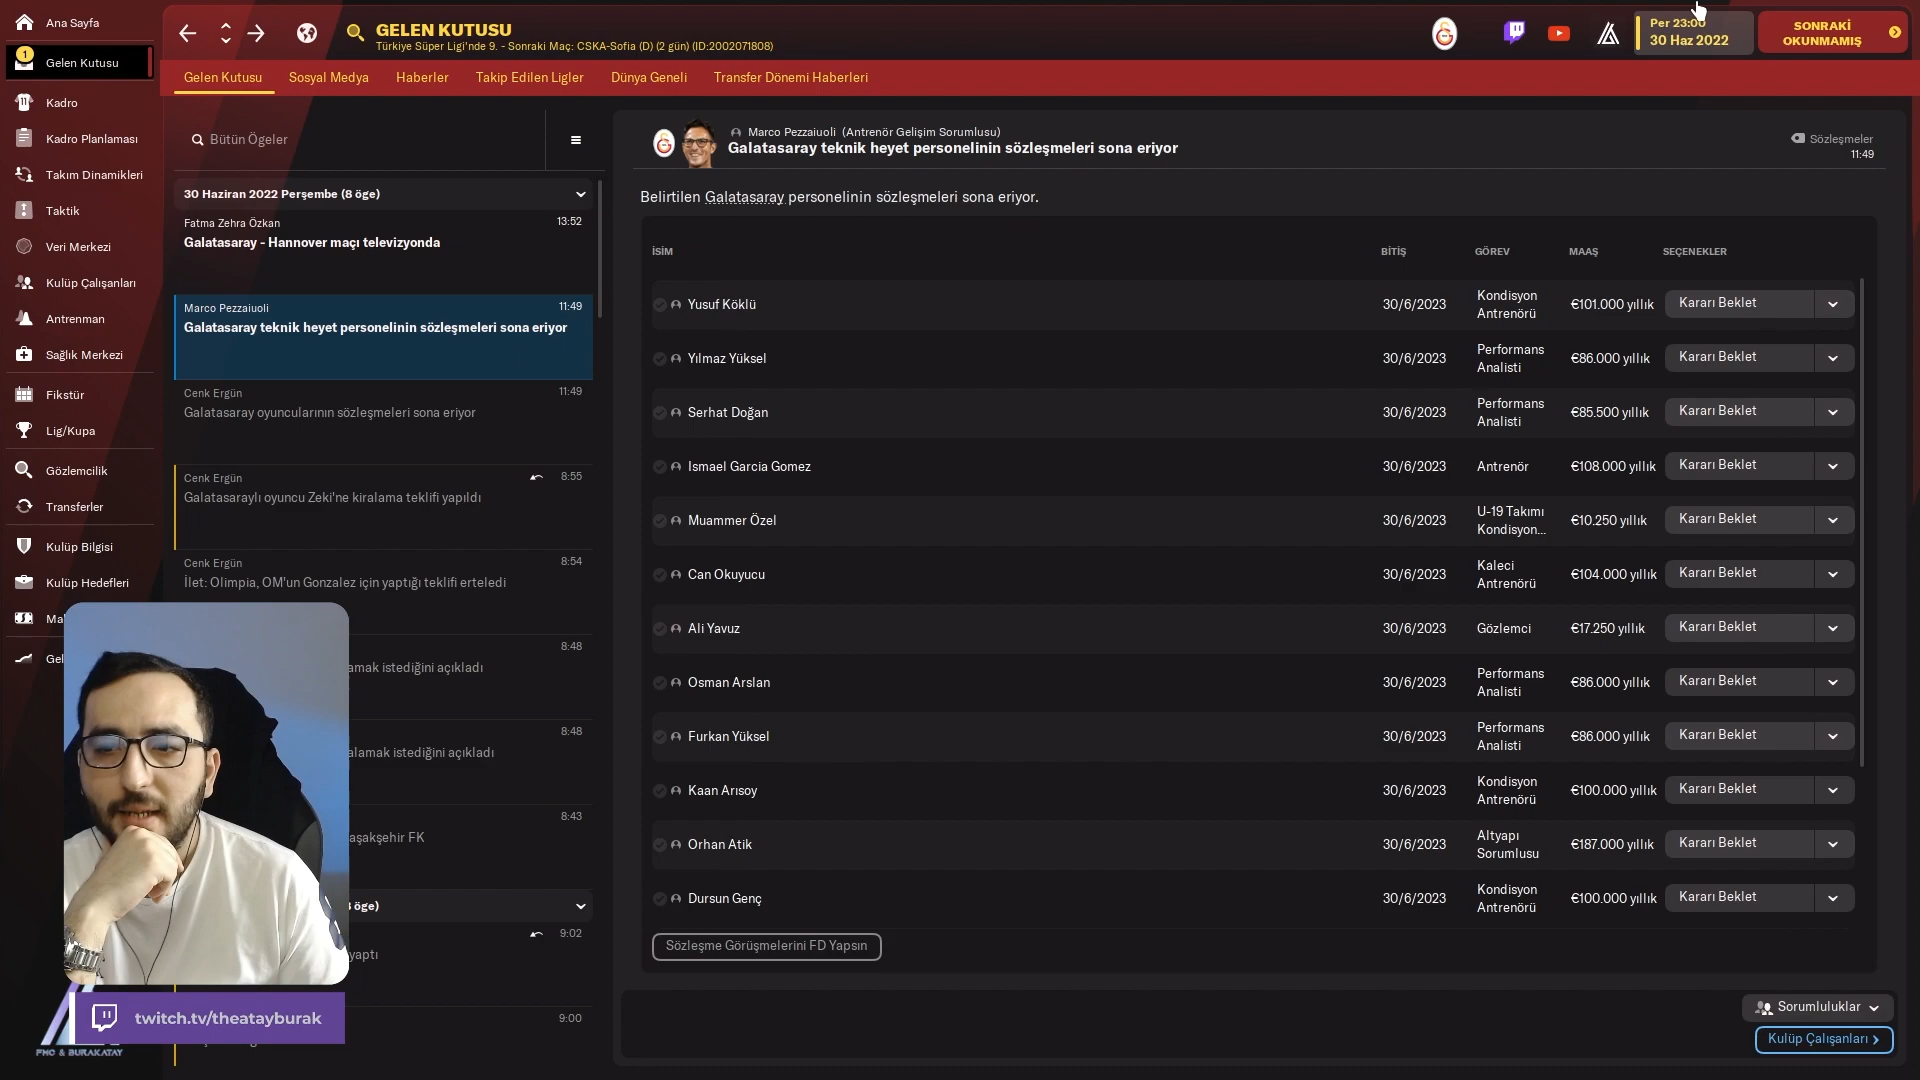 Ana Sayfa
1
Gelen Kutusu
Kadro
Kadro Planlaması
Takım Dinamikleri
Taktik
Veri Merkezi
Kulüp Çalışanları
Antrenman
Sağlık Merkezi
Fikstür
Lig/Kupa
Gözlemcilik
Transferler
Kulüp Bilgisi
Kulüp Hedefleri
GELEN KUTUSU
Türkiye Süper Ligi'nde 9. - Sonraki Maç: CSKA-Sofia (D) (2 gün) (ID:2002071808)
Per 23:00
30 Haz 2022
SONRAKİ
OKUNMAMIŞ
Gelen Kutusu
Sosyal Medya
Haberler
Takip Edilen Ligler
Dünya Geneli
Transfer Dönemi Haberleri
Bütün Ögeler
30 Haziran 2022 Perşembe (8 öge)
Fatma Zehra Özkan 13:52
Galatasaray - Hannover maçı televizyonda
Marco Pezzaiuoli 11:49
Galatasaray teknik heyet personelinin sözleşmeleri sona eriyor
Cenk Ergün 11:49
Galatasaray oyuncularının sözleşmeleri sona eriyor
Cenk Ergün 8:55
Galatasaraylı oyuncu Zeki'ne kiralama teklifi yapıldı
Cenk Ergün 8:54
İlet: Olimpia, OM'un Gonzalez için yaptığı teklifi erteledi
8:48
amak istediğini açıkladı
8:48
alamak istediğini açıkladı
8:43
aşakşehir FK
öge)
9:02
yaptı
9:00
Marco Pezzaiuoli (Antrenör Gelişim Sorumlusu)
Galatasaray teknik heyet personelinin sözleşmeleri sona eriyor
Sözleşmeler
11:49
Belirtilen Galatasaray personelinin sözleşmeleri sona eriyor.
İSİM BİTİŞ GÖREV MAAŞ SEÇENEKLER
Yusuf Köklü 30/6/2023 Kondisyon Antrenörü €101.000 yıllık Kararı Beklet
Yılmaz Yüksel 30/6/2023 Performans Analisti €86.000 yıllık Kararı Beklet
Serhat Doğan 30/6/2023 Performans Analisti €85.500 yıllık Kararı Beklet
Ismael Garcia Gomez 30/6/2023 Antrenör €108.000 yıllık Kararı Beklet
Muammer Özel 30/6/2023 U-19 Takımı Kondisyon... €10.250 yıllık Kararı Beklet
Can Okuyucu 30/6/2023 Kaleci Antrenörü €104.000 yıllık Kararı Beklet
Ali Yavuz 30/6/2023 Gözlemci €17.250 yıllık Kararı Beklet
Osman Arslan 30/6/2023 Performans Analisti €86.000 yıllık Kararı Beklet
Furkan Yüksel 30/6/2023 Performans Analisti €86.000 yıllık Kararı Beklet
Kaan Arısoy 30/6/2023 Kondisyon Antrenörü €100.000 yıllık Kararı Beklet
Orhan Atik 30/6/2023 Altyapı Sorumlusu €187.000 yıllık Kararı Beklet
Dursun Genç 30/6/2023 Kondisyon Antrenörü €100.000 yıllık Kararı Beklet
Sözleşme Görüşmelerini FD Yapsın
Sorumluluklar
Kulüp Çalışanları
twitch.tv/theatayburak
FMC & BURAKATAY